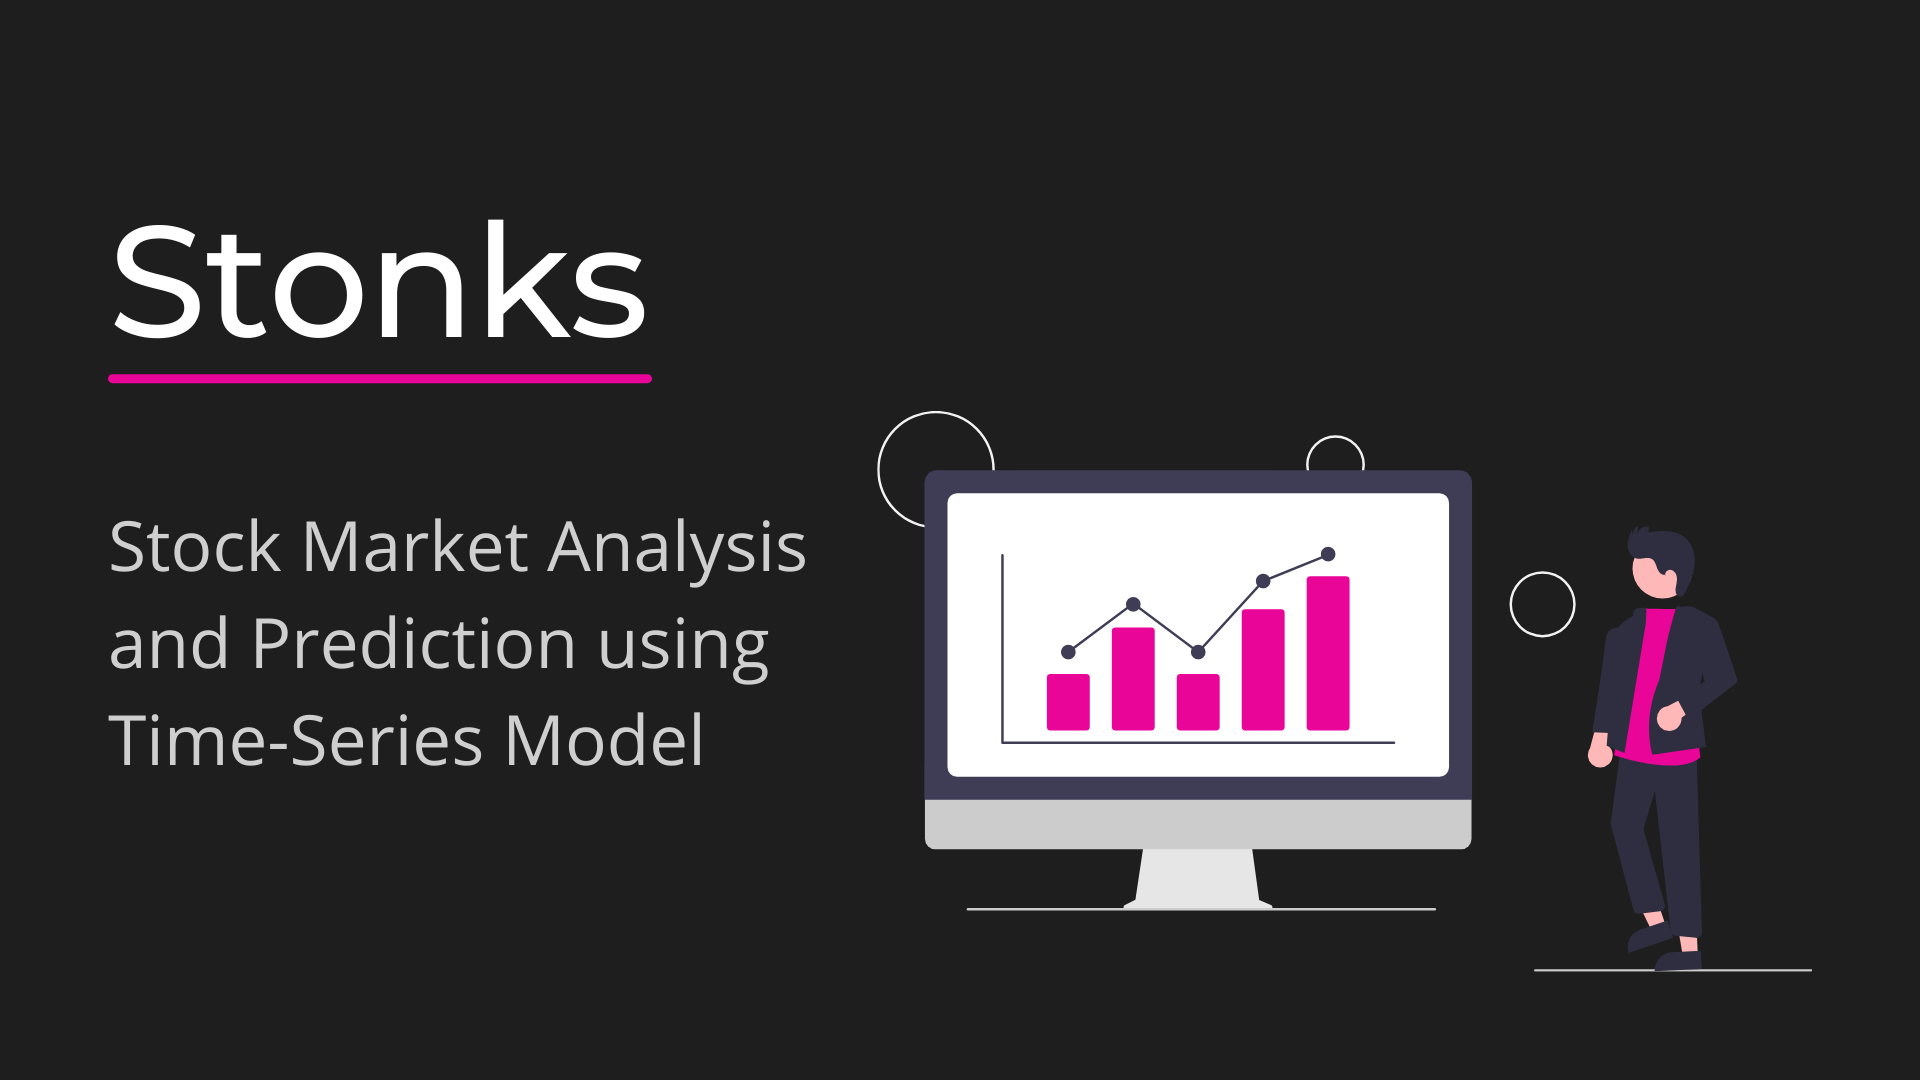 Stonks
Stock Market Analysis
and Prediction using
Time-Series Model